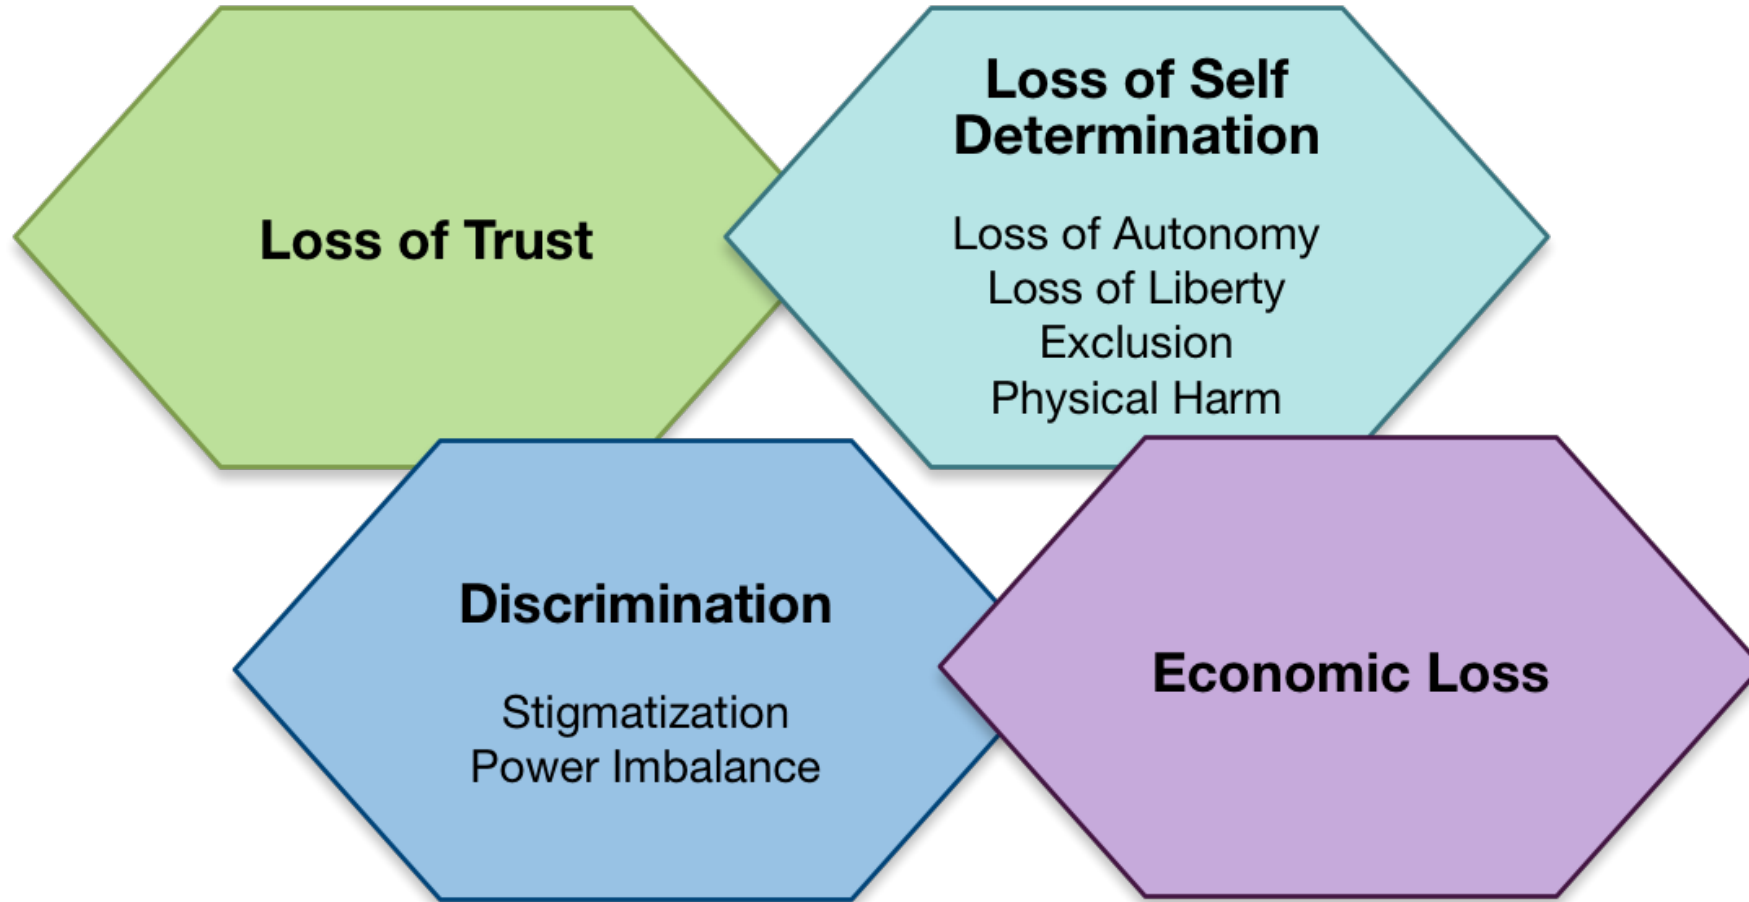 Loss of Trust
Loss of Self
Determination
Loss of Autonomy
Loss of Liberty
Exclusion
Physical Harm
Discrimination
Stigmatization
Power Imbalance
Economic Loss